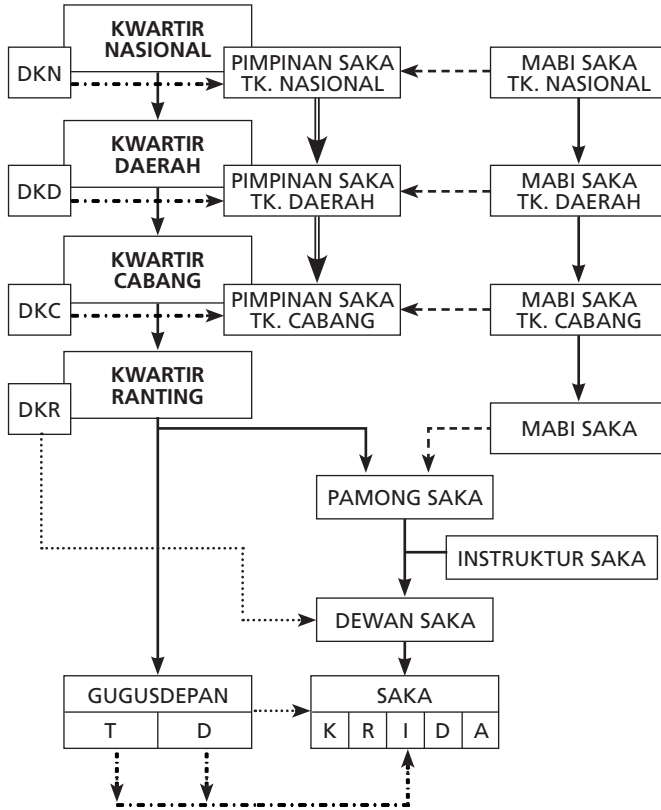 KWARTIR
NASIONAL
DKN
PIMPINAN SAKA
TK. NASIONAL
MABI SAKA
TK. NASIONAL
KWARTIR
DAERAH
DKD
PIMPINAN SAKA
TK. DAERAH
MABI SAKA
TK. DAERAH
KWARTIR
CABANG
DKC
PIMPINAN SAKA
TK. CABANG
MABI SAKA
TK. CABANG
KWARTIR
RANTING
DKR
MABI SAKA
PAMONG SAKA
INSTRUKTUR SAKA
DEWAN SAKA
GUGUSDEPAN
T D
SAKA
K R I D A